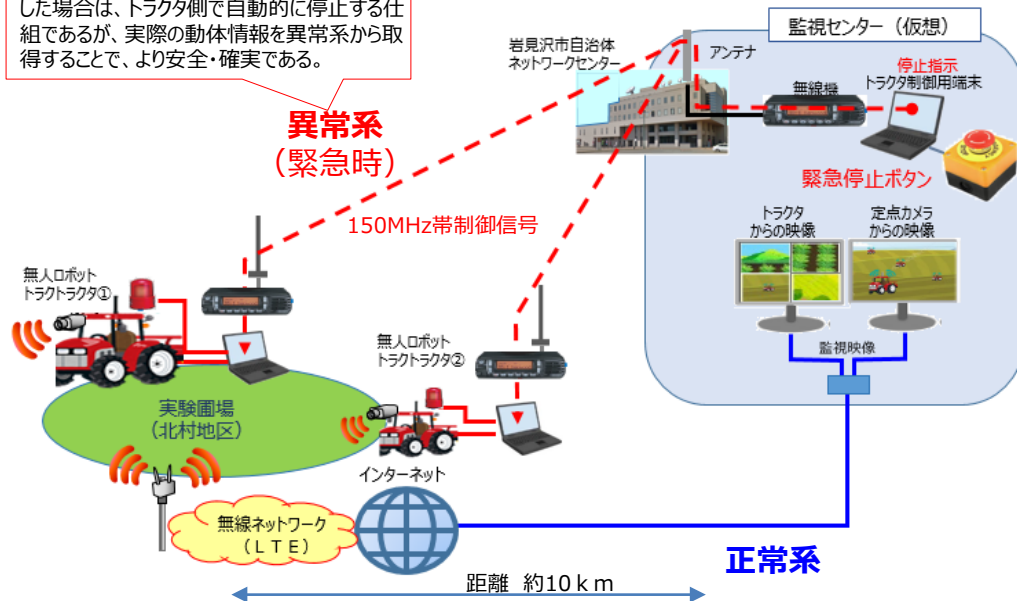 した場合は、トラクタ側で自動的に停止する仕
組であるが、実際の動体情報を異常系から取
得することで、より安全・確実である。
監視センター（仮想）
岩見沢市自治体
ネットワークセンター
アンテナ
無線機
停止指示
トラクタ制御用端末
異常系
（緊急時）
緊急停止ボタン
150MHz帯制御信号
トラクタ
からの映像
定点カメラ
からの映像
無人ロボット
トラクトラクタ①
無人ロボット
トラクトラクタ②
監視映像
実験圃場
（北村地区）
インターネット
無線ネットワーク
（ＬＴＥ）
正常系
距離 約10ｋｍ